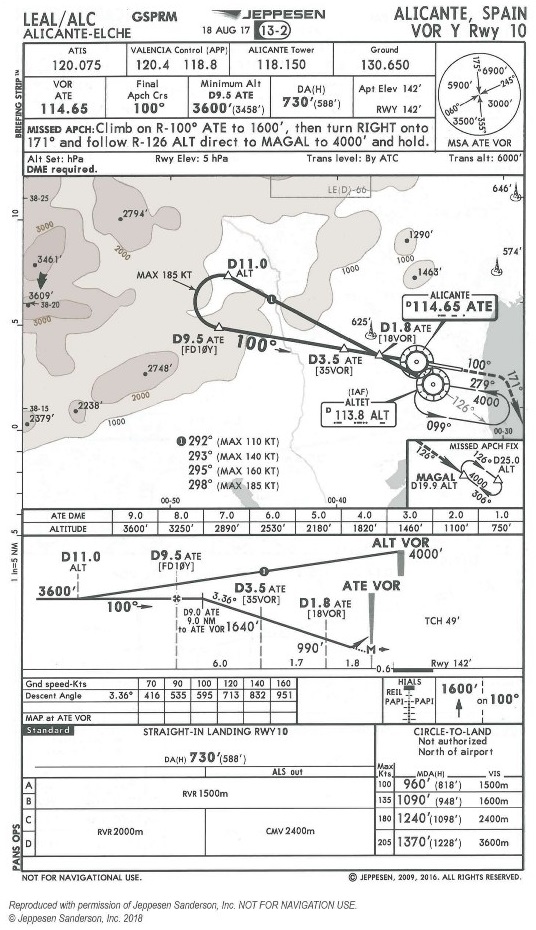 LEAL/ALC GSPRM JEPPESEN ALICANTE, SPAIN
ALICANTE-ELCHE 18 AUG 17 13-2 VOR Y Rwy 10
ATIS VALENCIA Control (APP) ALICANTE Tower Ground
120.075 120.4 118.8 118.150 130.650
BRIEFING STRIP™
VOR Final Minimum Alt DA(H) Apt Elev 142'
ATE Apch Crs D9.5 ATE
114.65 100° 3600'(3458') 730'(588') RWY 142'
175°
6900'
5900'
245°
060°
3000'
3500'
355°
MSA ATE VOR
MISSED APCH: Climb on R-100° ATE to 1600', then turn RIGHT onto
171° and follow R-126 ALT direct to MAGAL to 4000' and hold.
Alt Set: hPa Rwy Elev: 5 hPa Trans level: By ATC Trans alt: 6000'
DME required.
LE(D)-66
646'
38-25
10
3000
2794'
2000
1290'
3461'
574'
1463'
1000
D11.0
ALT
MAX 185 KT
3609'
38-20
3000
ALICANTE
D 114.65 ATE
5
625'
D1.8 ATE
[18VOR]
D9.5 ATE
[FD10Y]
100°
D3.5 ATE
[35VOR]
2748'
2000
100°
171°
279°
4000
(IAF)
ALTET
D 113.8 ALT
126°
099°
38-15
2238'
2379'
1000
0
00-30
1 292° (MAX 110 KT)
293° (MAX 140 KT)
295° (MAX 160 KT)
298° (MAX 185 KT)
MISSED APCH FIX
126°
126°
D25.0
ALT
4000
MAGAL
D19.9 ALT
306°
00-50 00-40
5
1 in=5 NM
ATE DME 9.0 8.0 7.0 6.0 5.0 4.0 3.0 2.0 1.0
ALTITUDE 3600' 3250' 2890' 2530' 2180' 1820' 1460' 1100' 750'
ALT VOR
4000'
D11.0
ALT
D9.5 ATE
[FD10Y]
1
3600'
D3.5 ATE
[35VOR]
ATE VOR
100°
3.36°
D1.8 ATE
[18VOR]
TCH 49'
D9.0 ATE
9.0 NM
to ATE VOR
1640'
990'
M
6.0 1.7 1.8 0.6 Rwy 142'
Gnd speed-Kts 70 90 100 120 140 160
Descent Angle 3.36° 416 535 595 713 832 951
MAP at ATE VOR
HIALS
REIL
PAPI PAPI
1600'
on 100°
Standard STRAIGHT-IN LANDING RWY 10 CIRCLE-TO-LAND
Not authorized
North of airport
DA(H) 730'(588')
ALS out
Max
Kts MDA(H) VIS
A RVR 1500m 100 960'(818') 1500m
B 135 1090'(948') 1600m
C RVR 2000m CMV 2400m 180 1240'(1098') 2400m
D 205 1370'(1228') 3600m
PANS OPS
NOT FOR NAVIGATIONAL USE. © JEPPESEN, 2009, 2016. ALL RIGHTS RESERVED.
Reproduced with permission of Jeppesen Sanderson, Inc. NOT FOR NAVIGATION USE.
© Jeppesen Sanderson, Inc. 2018